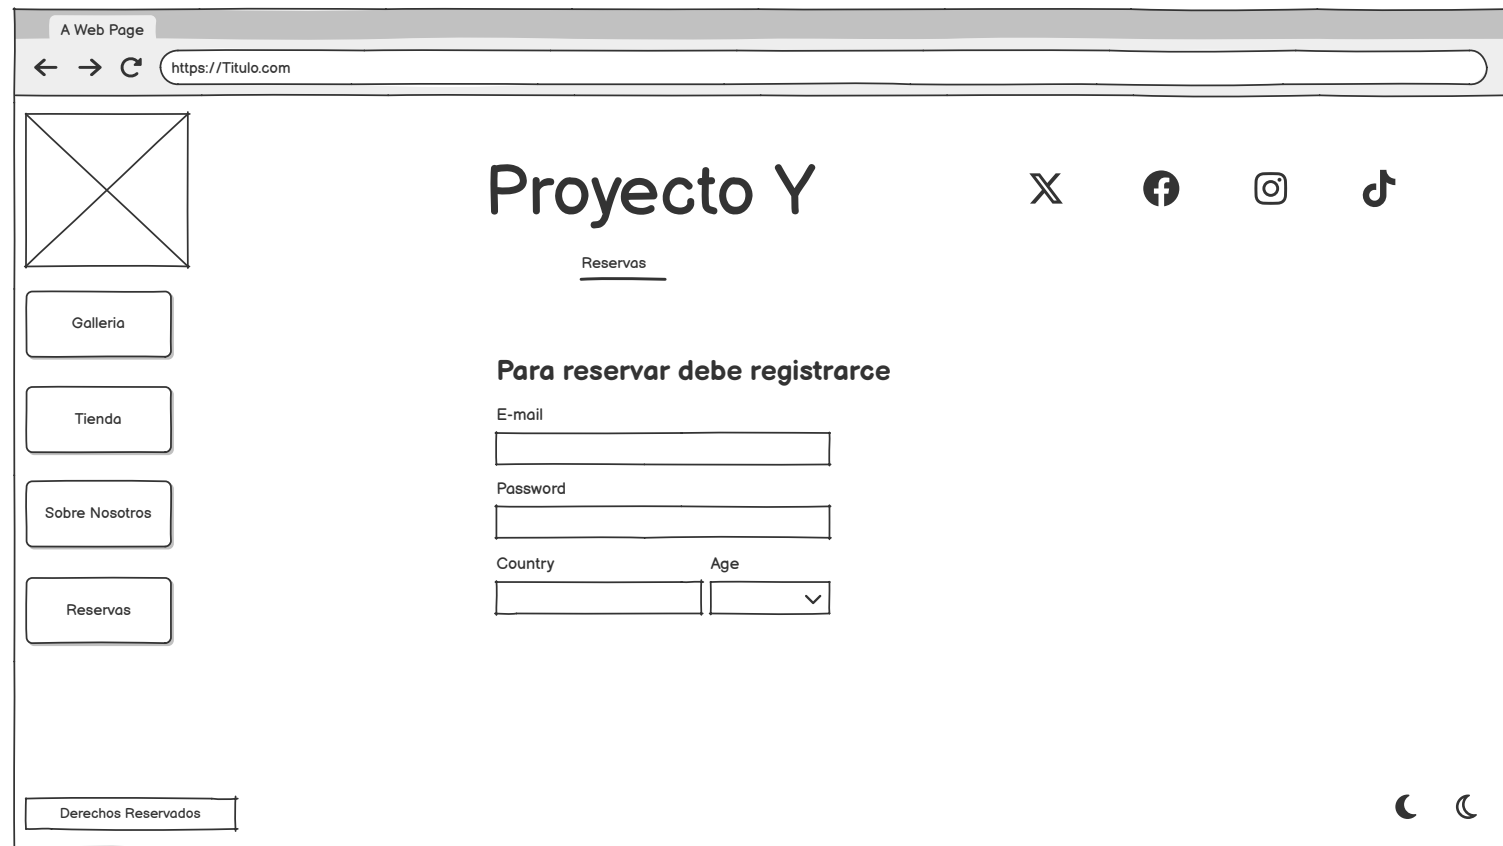 A Web Page
https://Titulo.com
Proyecto Y
Reservas
Galleria
Tienda
Sobre Nosotros
Reservas
Para reservar debe registrarce
E-mail
Password
Country Age
Derechos Reservados